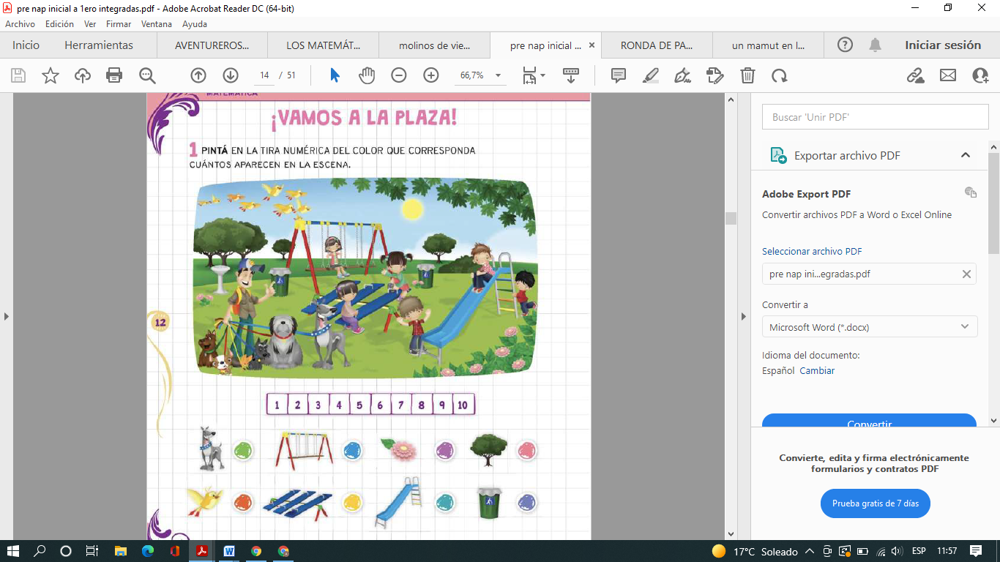 pre nap inicial a 1ero integradas.pdf - Adobe Acrobat Reader DC (64-bit)
Archivo Edición Ver Firmar Ventana Ayuda
Inicio Herramientas AVENTUREROS... LOS MATEMÁT... molinos de vie... pre nap inicial ... RONDA DE PA... un mamut en l... Iniciar sesión
14 / 51 66,7%
MATEMÁTICA
¡VAMOS A LA PLAZA!
1 PINTÁ EN LA TIRA NUMÉRICA DEL COLOR QUE CORRESPONDA
CUÁNTOS APARECEN EN LA ESCENA.
12
1 2 3 4 5 6 7 8 9 10
Buscar 'Unir PDF'
Exportar archivo PDF
Adobe Export PDF
Convertir archivos PDF a Word o Excel Online
Seleccionar archivo PDF
pre nap ini...egradas.pdf
Convertir a
Microsoft Word (*.docx)
Idioma del documento:
Español Cambiar
Convertir
Convierte, edita y firma electrónicamente
formularios y contratos PDF
Prueba gratis de 7 días
17°C Soleado ESP 11:57